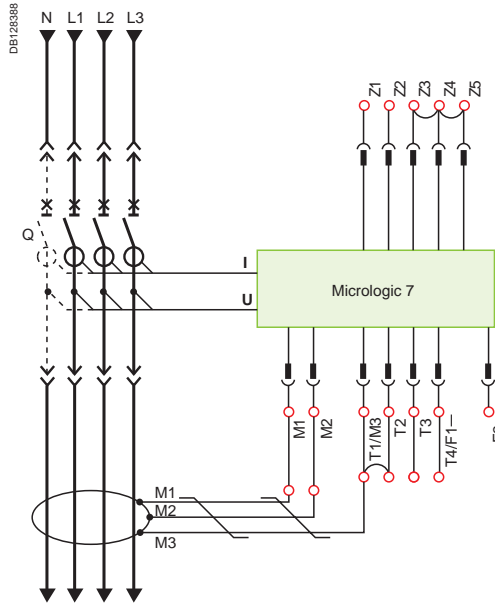 DB128388
N L1 L2 L3
Z1 Z2 Z3 Z4 Z5
Q
I
U
Micrologic 7
M1 M2 T1/M3 T2 T3 T4/F1–
M1
M2
M3